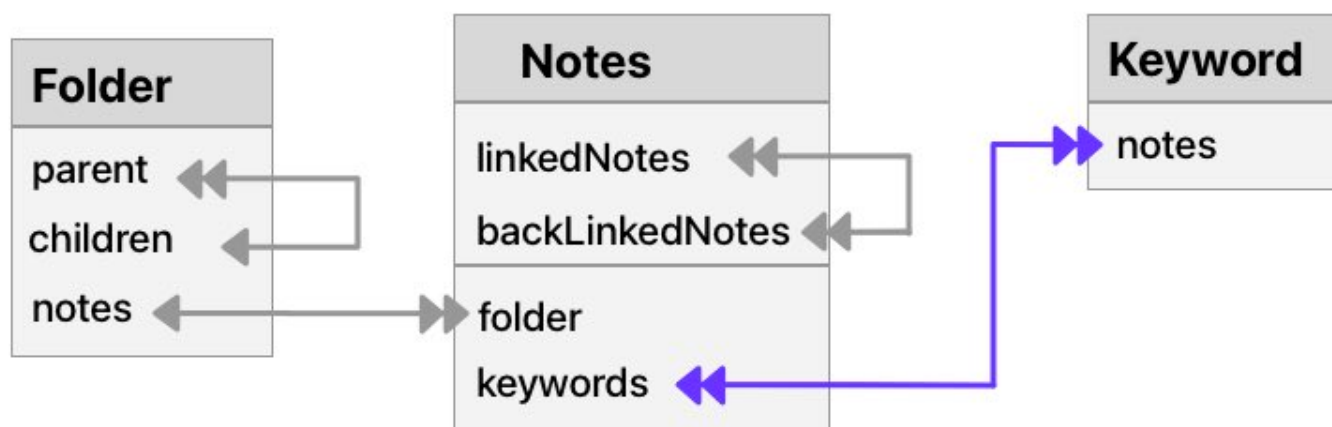 Folder
parent
children
notes
Notes
linkedNotes
backLinkedNotes
folder
keywords
Keyword
notes